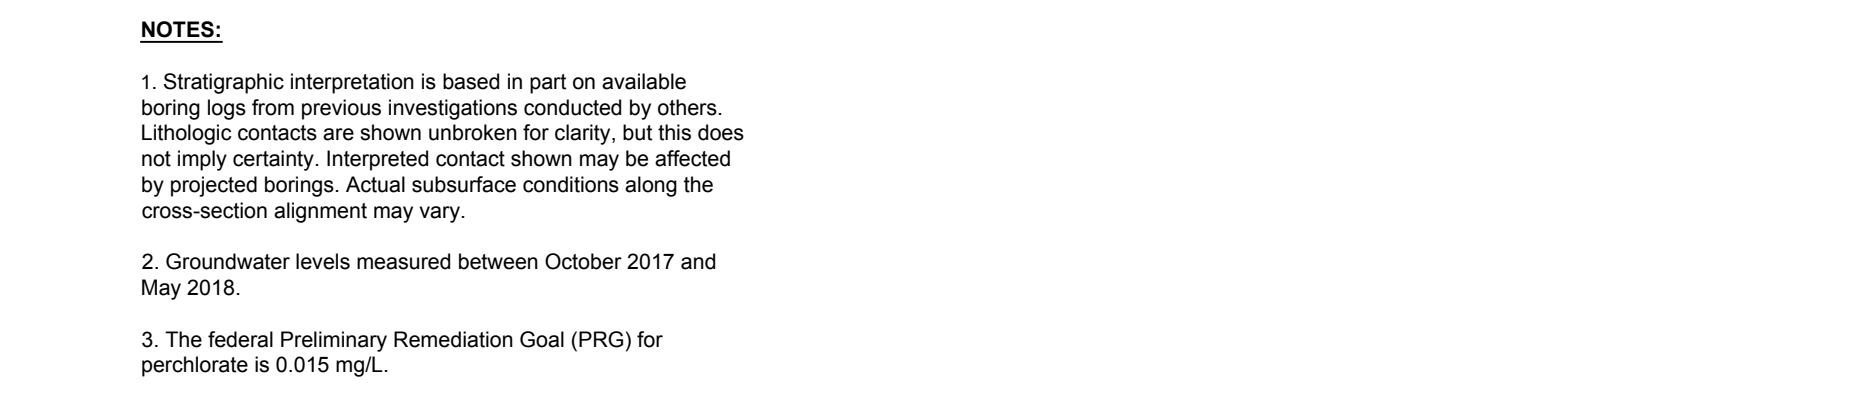 NOTES:
1. Stratigraphic interpretation is based in part on available
boring logs from previous investigations conducted by others.
Lithologic contacts are shown unbroken for clarity, but this does
not imply certainty. Interpreted contact shown may be affected
by projected borings. Actual subsurface conditions along the
cross-section alignment may vary.
2. Groundwater levels measured between October 2017 and
May 2018.
3. The federal Preliminary Remediation Goal (PRG) for
perchlorate is 0.015 mg/L.